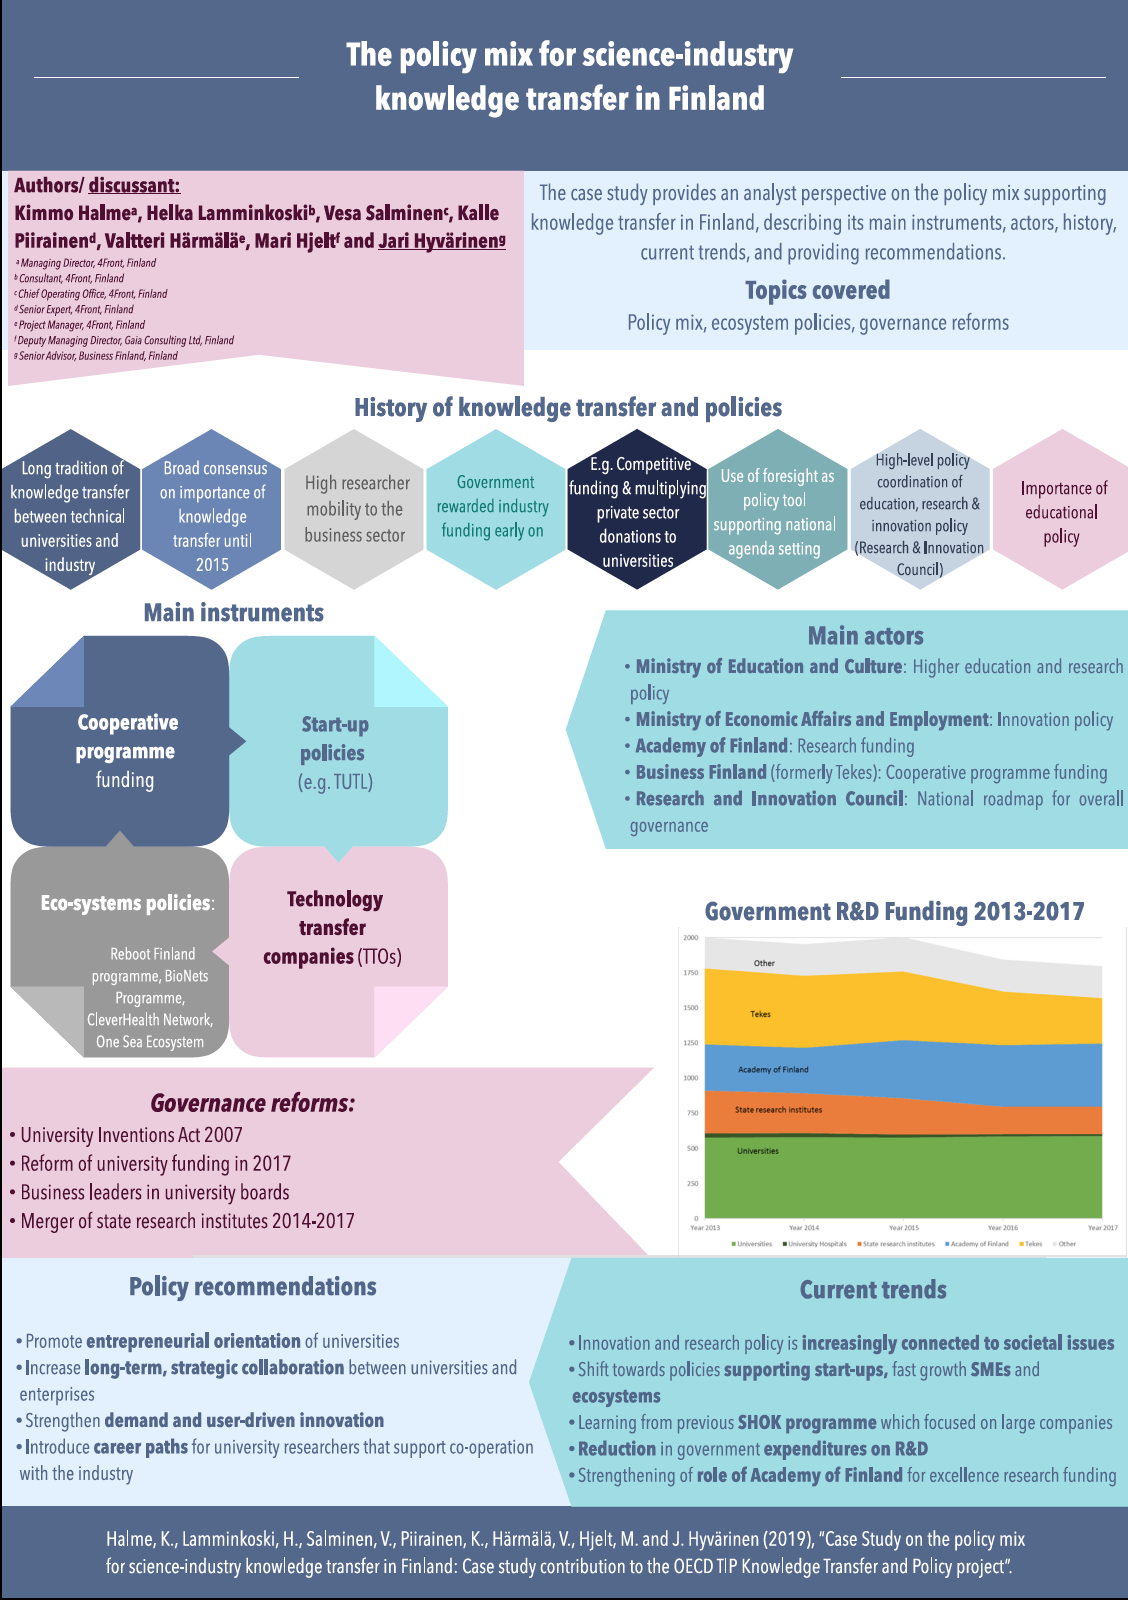 The policy mix for science-industry
knowledge transfer in Finland
Authors/ discussant:
Kimmo Halmeᵃ, Helka Lamminkoskiᵇ, Vesa Salminenᶜ, Kalle
Piirainenᵈ, Valtteri Härmäläᵉ, Mari Hjeltᶠ and Jari Hyvärinenᵍ
ᵃ Managing Director, 4Front, Finland
ᵇ Consultant, 4Front, Finland
ᶜ Chief Operating Office, 4Front, Finland
ᵈ Senior Expert, 4Front, Finland
ᵉ Project Manager, 4Front, Finland
ᶠ Deputy Managing Director, Gaia Consulting Ltd, Finland
ᵍ Senior Advisor, Business Finland, Finland
The case study provides an analyst perspective on the policy mix supporting
knowledge transfer in Finland, describing its main instruments, actors, history,
current trends, and providing recommendations.
Topics covered
Policy mix, ecosystem policies, governance reforms
History of knowledge transfer and policies
Long tradition of
knowledge transfer
between technical
universities and
industry
Broad consensus
on importance of
knowledge
transfer until
2015
High researcher
mobility to the
business sector
Government
rewarded industry
funding early on
E.g. Competitive
funding & multiplying
private sector
donations to
universities
Use of foresight as
policy tool
supporting national
agenda setting
High-level policy
coordination of
education, research &
innovation policy
(Research & Innovation
Council)
Importance of
educational
policy
Main instruments
Cooperative
programme
funding
Start-up
policies
(e.g. TUTL)
Eco-systems policies:
Reboot Finland
programme, BioNets
Programme,
CleverHealth Network,
One Sea Ecosystem
Technology
transfer
companies (TTOs)
Main actors
• Ministry of Education and Culture: Higher education and research
policy
• Ministry of Economic Affairs and Employment: Innovation policy
• Academy of Finland: Research funding
• Business Finland (formerly Tekes): Cooperative programme funding
• Research and Innovation Council: National roadmap for overall
governance
Government R&D Funding 2013-2017
2000
1750
1500
1250
1000
750
500
250
0
Other
Tekes
Academy of Finland
State research institutes
Universities
Year 2013 Year 2014 Year 2015 Year 2016 Year 2017
Universities University Hospitals State research institutes Academy of Finland Tekes Other
Governance reforms:
• University Inventions Act 2007
• Reform of university funding in 2017
• Business leaders in university boards
• Merger of state research institutes 2014-2017
Policy recommendations
• Promote entrepreneurial orientation of universities
• Increase long-term, strategic collaboration between universities and
enterprises
• Strengthen demand and user-driven innovation
• Introduce career paths for university researchers that support co-operation
with the industry
Current trends
• Innovation and research policy is increasingly connected to societal issues
• Shift towards policies supporting start-ups, fast growth SMEs and
ecosystems
• Learning from previous SHOK programme which focused on large companies
• Reduction in government expenditures on R&D
• Strengthening of role of Academy of Finland for excellence research funding
Halme, K., Lamminkoski, H., Salminen, V., Piirainen, K., Härmälä, V., Hjelt, M. and J. Hyvärinen (2019), "Case Study on the policy mix
for science-industry knowledge transfer in Finland: Case study contribution to the OECD TIP Knowledge Transfer and Policy project".